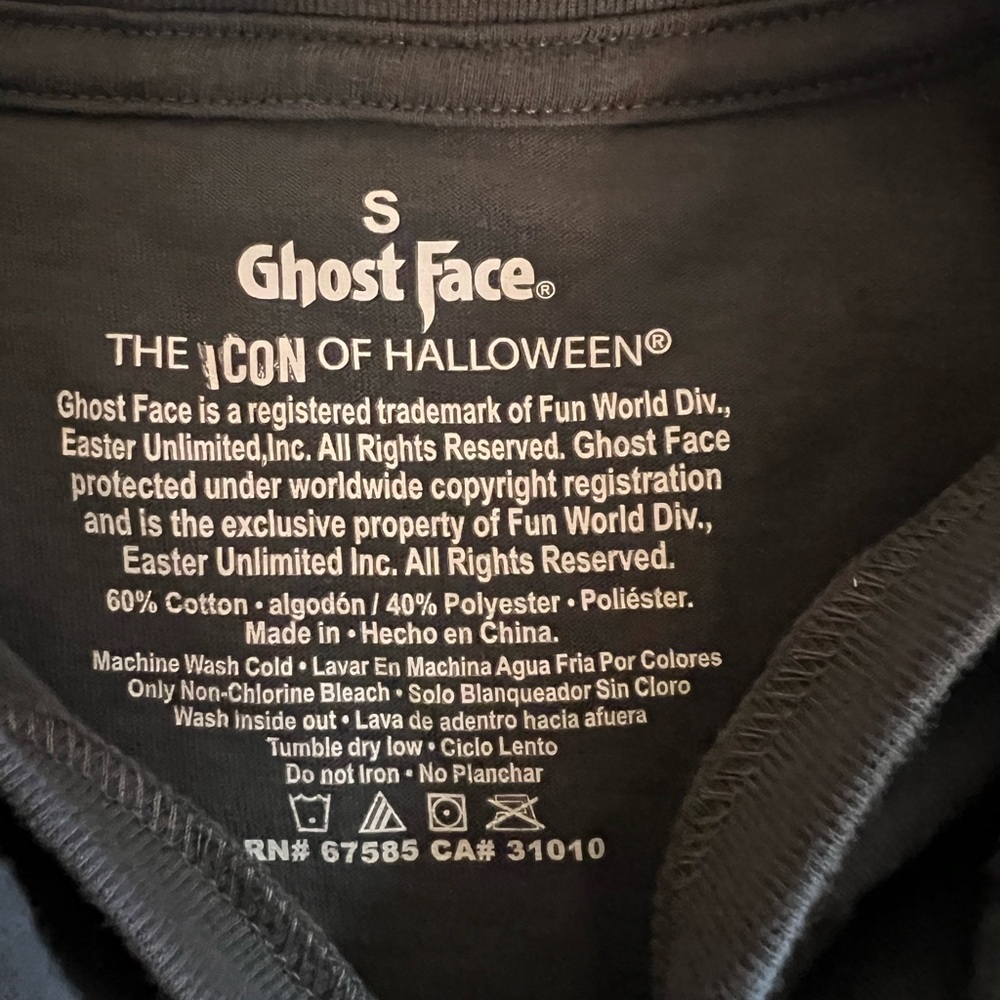 S
Ghost Face®
THE ICON OF HALLOWEEN®
Ghost Face is a registered trademark of Fun World Div.,
Easter Unlimited,Inc. All Rights Reserved. Ghost Face
protected under worldwide copyright registration
and is the exclusive property of Fun World Div.,
Easter Unlimited Inc. All Rights Reserved.
60% Cotton • algodón / 40% Polyester • Poliéster.
Made in • Hecho en China.
Machine Wash Cold • Lavar En Machina Agua Fria Por Colores
Only Non-Chlorine Bleach • Solo Blanqueador Sin Cloro
Wash inside out • Lava de adentro hacia afuera
Tumble dry low • Ciclo Lento
Do not Iron • No Planchar
RN# 67585 CA# 31010